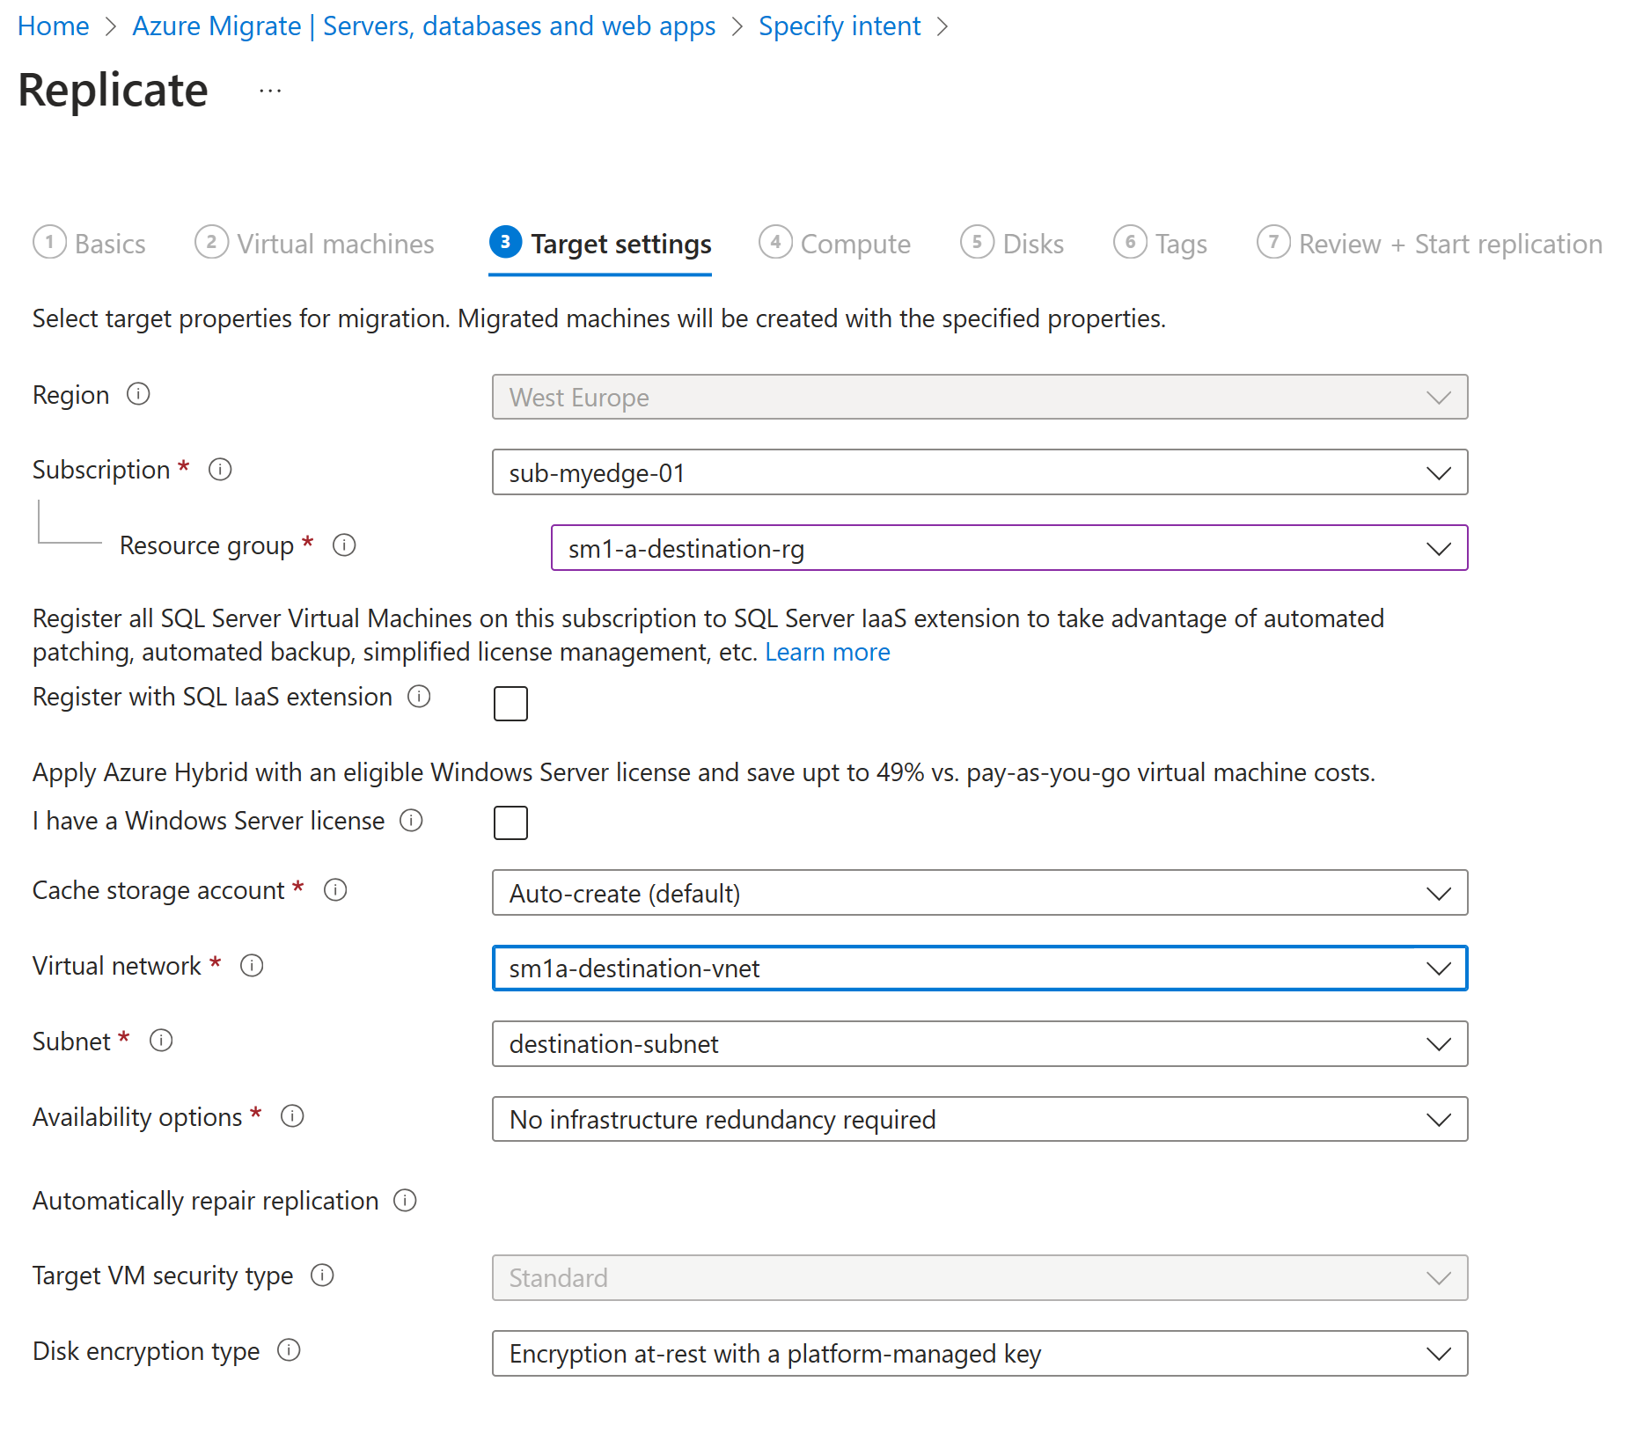 Home > Azure Migrate | Servers, databases and web apps > Specify intent >
Replicate ...
1 Basics 2 Virtual machines 3 Target settings 4 Compute 5 Disks 6 Tags 7 Review + Start replication
Select target properties for migration. Migrated machines will be created with the specified properties.
Region West Europe
Subscription * sub-myedge-01
Resource group * sm1-a-destination-rg
Register all SQL Server Virtual Machines on this subscription to SQL Server IaaS extension to take advantage of automated
patching, automated backup, simplified license management, etc. Learn more
Register with SQL IaaS extension
Apply Azure Hybrid with an eligible Windows Server license and save upt to 49% vs. pay-as-you-go virtual machine costs.
I have a Windows Server license
Cache storage account * Auto-create (default)
Virtual network * sm1a-destination-vnet
Subnet * destination-subnet
Availability options * No infrastructure redundancy required
Automatically repair replication
Target VM security type Standard
Disk encryption type Encryption at-rest with a platform-managed key